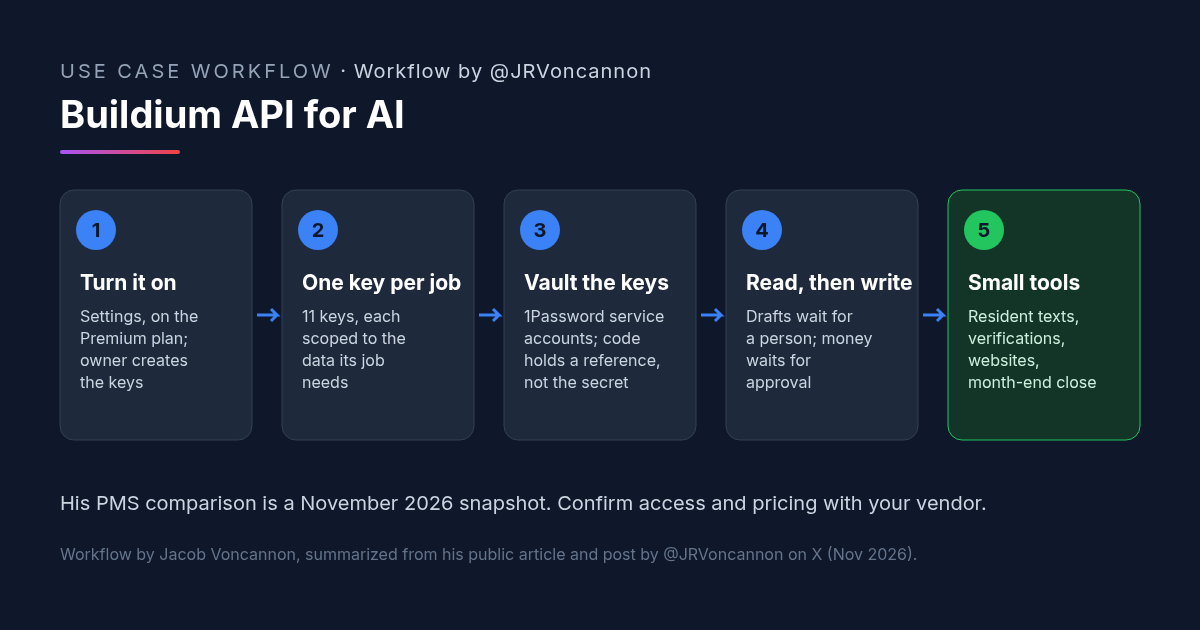 USE CASE WORKFLOW · Workflow by @JRVoncannon
Buildium API for AI
1
Turn it on
Settings, on the
Premium plan;
owner creates
the keys
2
One key per job
11 keys, each
scoped to the
data its job
needs
3
Vault the keys
1Password service
accounts; code
holds a reference,
not the secret
4
Read, then write
Drafts wait for
a person; money
waits for
approval
5
Small tools
Resident texts,
verifications,
websites,
month-end close
His PMS comparison is a November 2026 snapshot. Confirm access and pricing with your vendor.
Workflow by Jacob Voncannon, summarized from his public article and post by @JRVoncannon on X (Nov 2026).